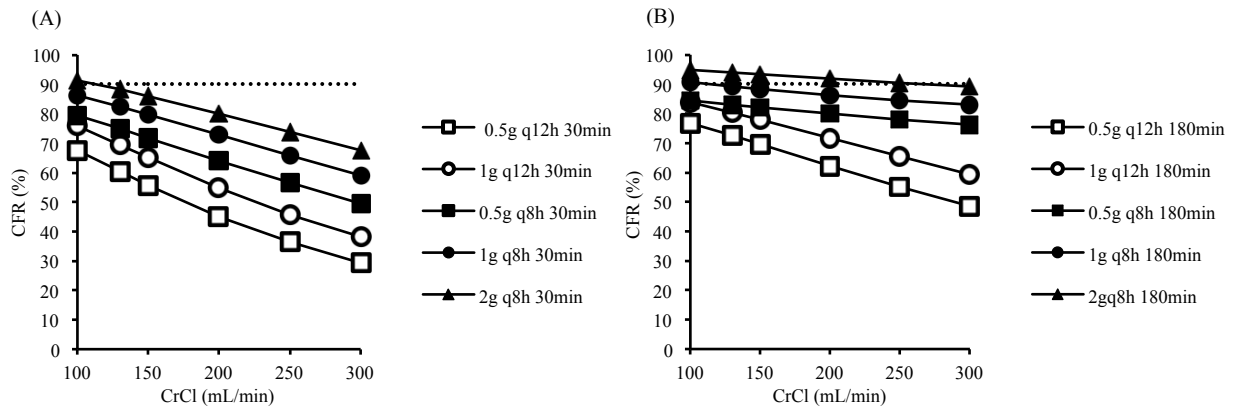 (A)
100
90
80
70
60
50
40
30
20
10
0
CFR (%)
100 150 200 250 300
CrCl (mL/min)
0.5g q12h 30min
1g q12h 30min
0.5g q8h 30min
1g q8h 30min
2g q8h 30min
(B)
100
90
80
70
60
50
40
30
20
10
0
CFR (%)
100 150 200 250 300
CrCl (mL/min)
0.5g q12h 180min
1g q12h 180min
0.5g q8h 180min
1g q8h 180min
2gq8h 180min